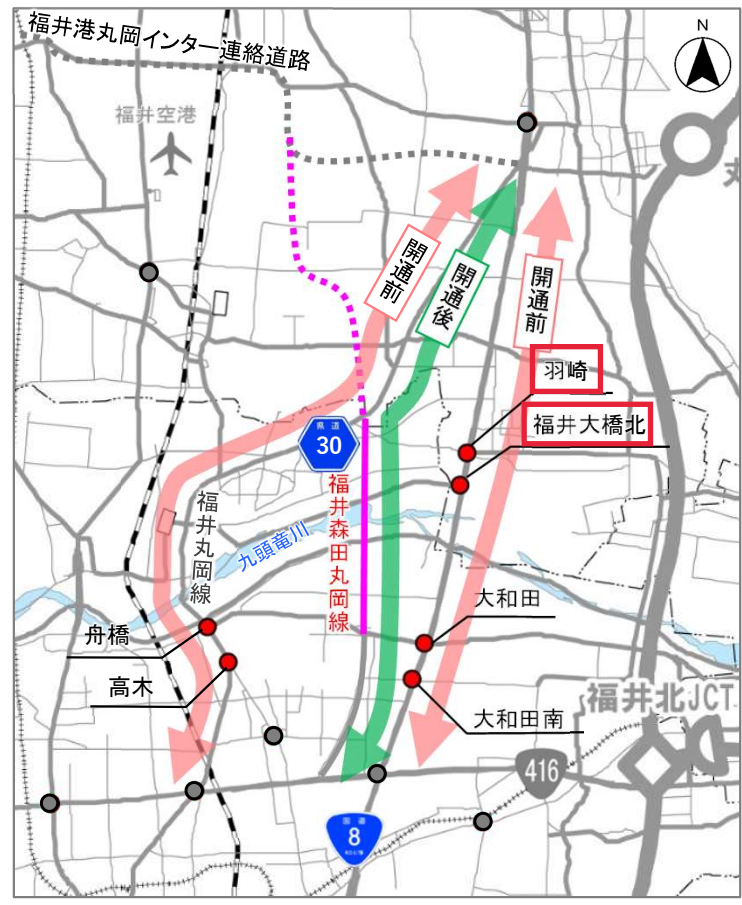 福井港丸岡インター連絡道路
N
福井空港
丸
開通前
開通後
開通前
羽崎
福井大橋北
県道
30
福井森田丸岡線
福井丸岡線
九頭竜川
大和田
舟橋
高木
大和田南
福井北JCT
416
国道
8